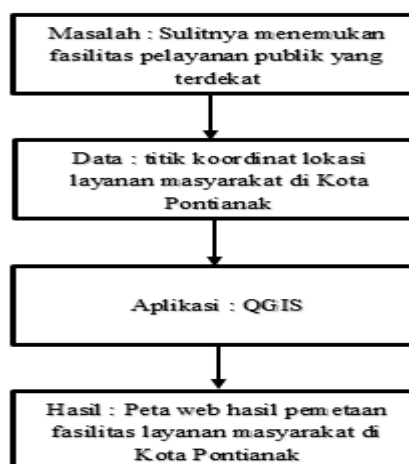 Masalah : Sulitnya menemukan
fasilitas pelayanan publik yang
terdekat
Data : titik koordinat lokasi
layanan masyarakat di Kota
Pontianak
Aplikasi : QGIS
Hasil : Peta web hasil pemetaan
fasilitas layanan masyarakat di
Kota Pontianak